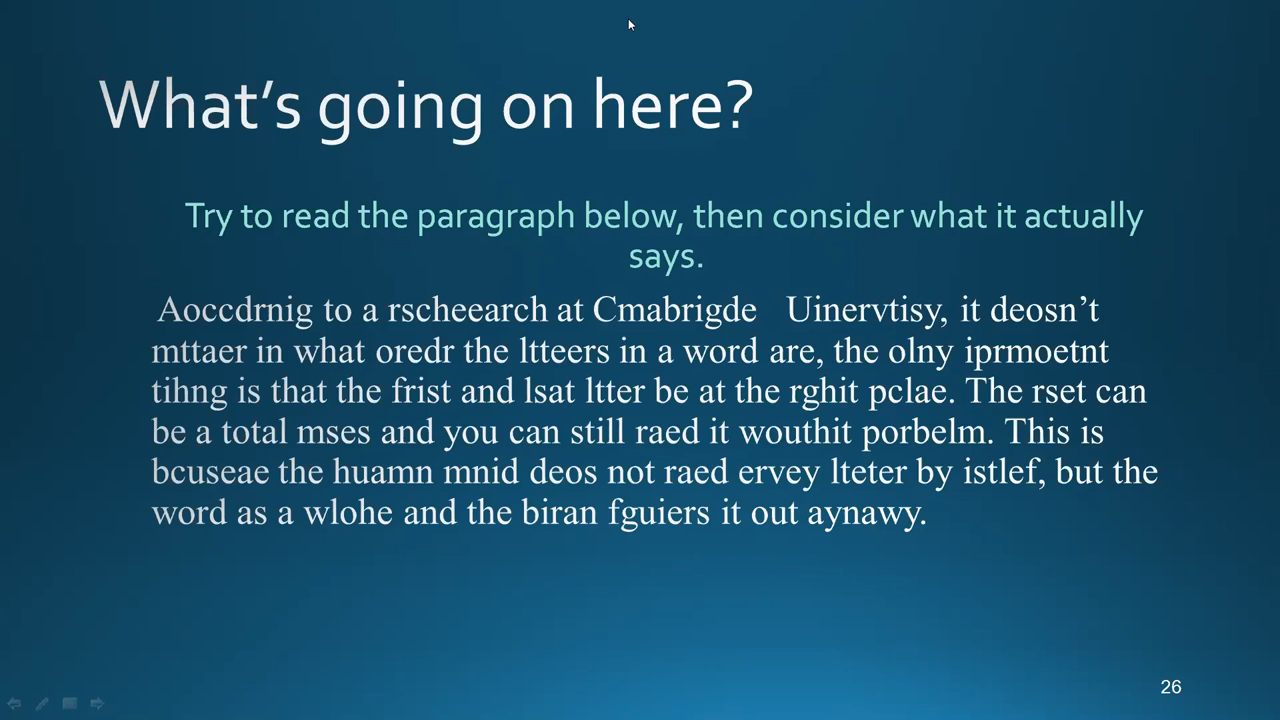 What’s going on here?
Try to read the paragraph below, then consider what it actually
says.
Aoccdrnig to a rscheearch at Cmabrigde Uinervtisy, it deosn’t
mttaer in what oredr the ltteers in a word are, the olny iprmoetnt
tihng is that the frist and lsat ltter be at the rghit pclae. The rset can
be a total mses and you can still raed it wouthit porbelm. This is
bcuseae the huamn mnid deos not raed ervey lteter by istlef, but the
word as a wlohe and the biran fguiers it out aynawy.
26